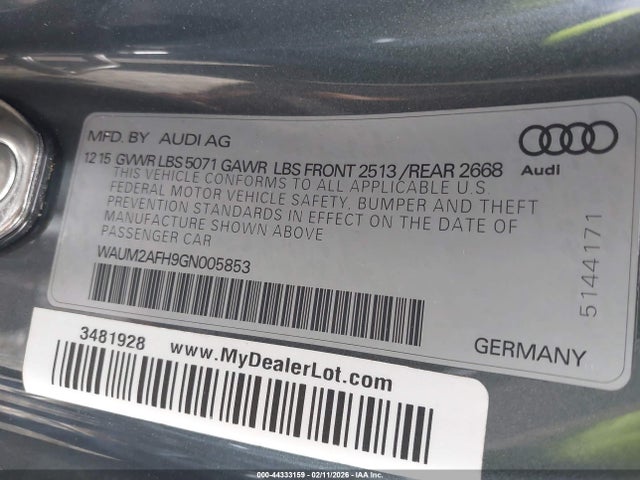 MFD. BY AUDI AG
12 15 GVWR LBS 5071 GAWR LBS FRONT 2513 / REAR 2668
THIS VEHICLE CONFORMS TO ALL APPLICABLE U.S.
FEDERAL MOTOR VEHICLE SAFETY, BUMPER AND THEFT
PREVENTION STANDARDS IN EFFECT ON THE DATE OF
MANUFACTURE SHOWN ABOVE
PASSENGER CAR
WAUM2AFH9GN005853
Audi
5144171
GERMANY
3481928 www.MyDealerLot.com
000-44333159 - 02/11/2026 - IAA Inc.